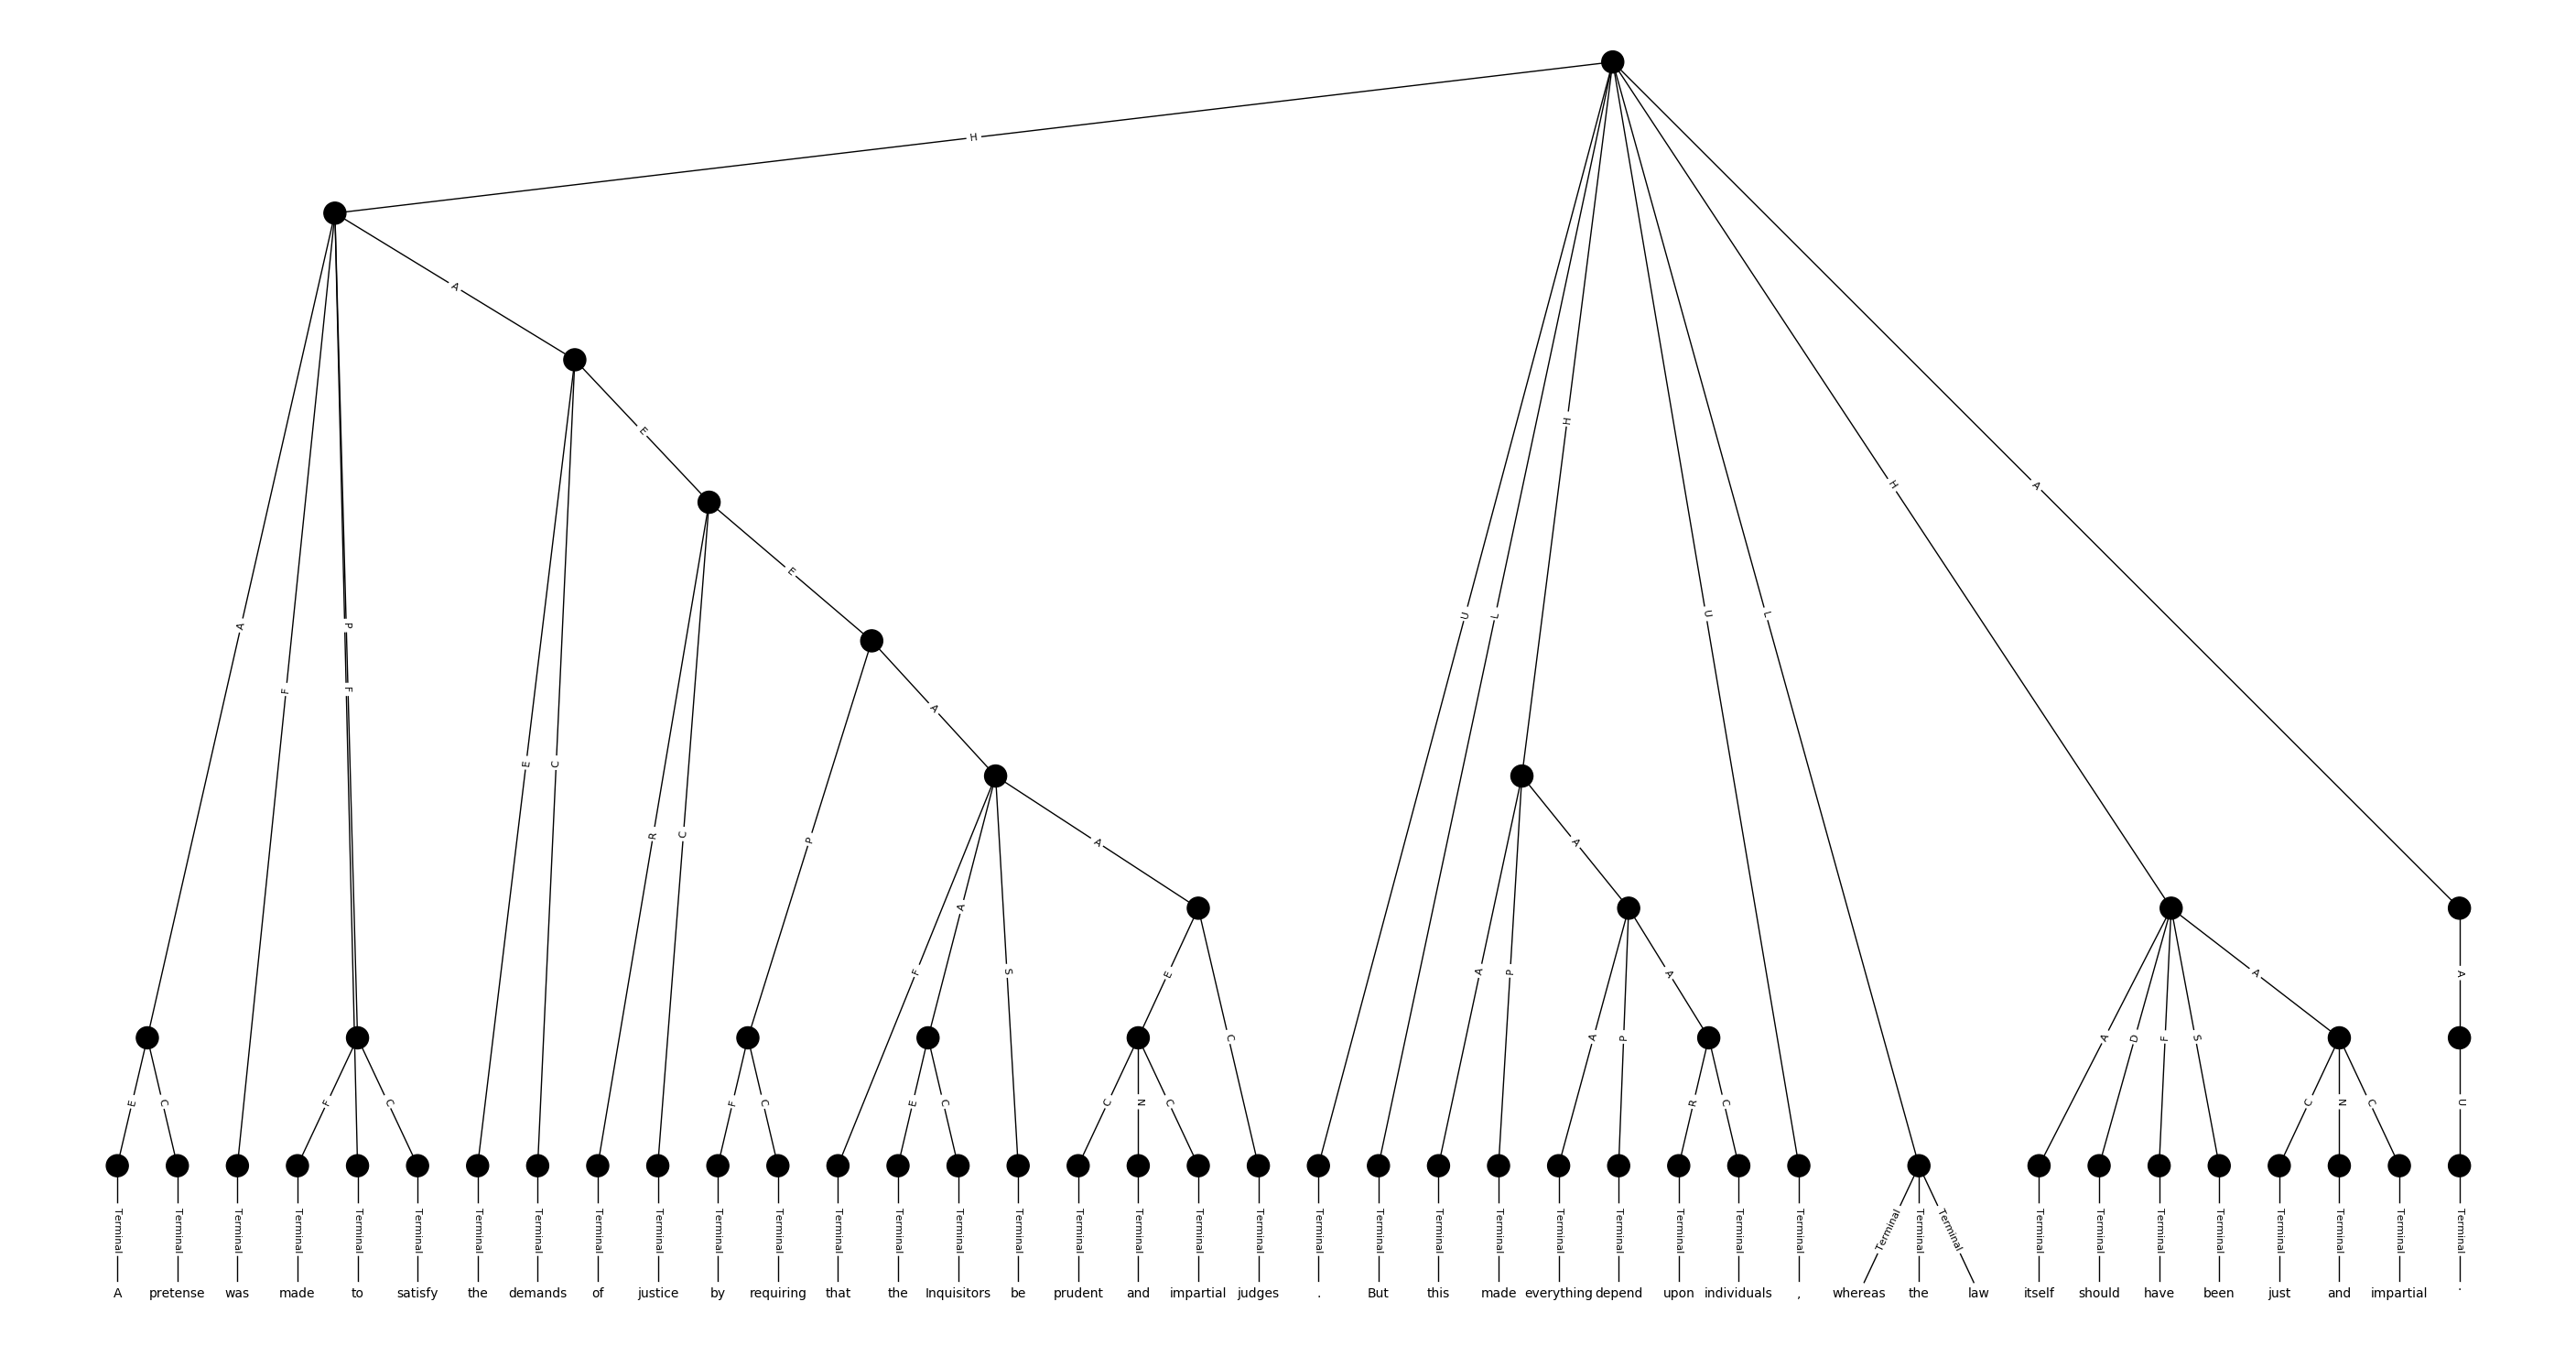 H
A
E
A
H
E
H
A
A
P
U
L
U
L
F
P
F
A
E
C
R
C
P
A
A
A
F
S
A
P
A
A
A
E
C
A
P
A
D
F
S
E
C
F
C
F
C
E
C
C
N
C
R
C
C
N
C
U
Terminal Terminal Terminal Terminal Terminal Terminal Terminal Terminal Terminal Terminal Terminal Terminal Terminal Terminal Terminal Terminal Terminal Terminal Terminal Terminal Terminal Terminal Terminal Terminal Terminal Terminal Terminal Terminal Terminal Terminal Terminal Terminal Terminal Terminal Terminal Terminal Terminal Terminal Terminal Terminal
A pretense was made to satisfy the demands of justice by requiring that the Inquisitors be prudent and impartial judges . But this made everything depend upon individuals , whereas the law itself should have been just and impartial .